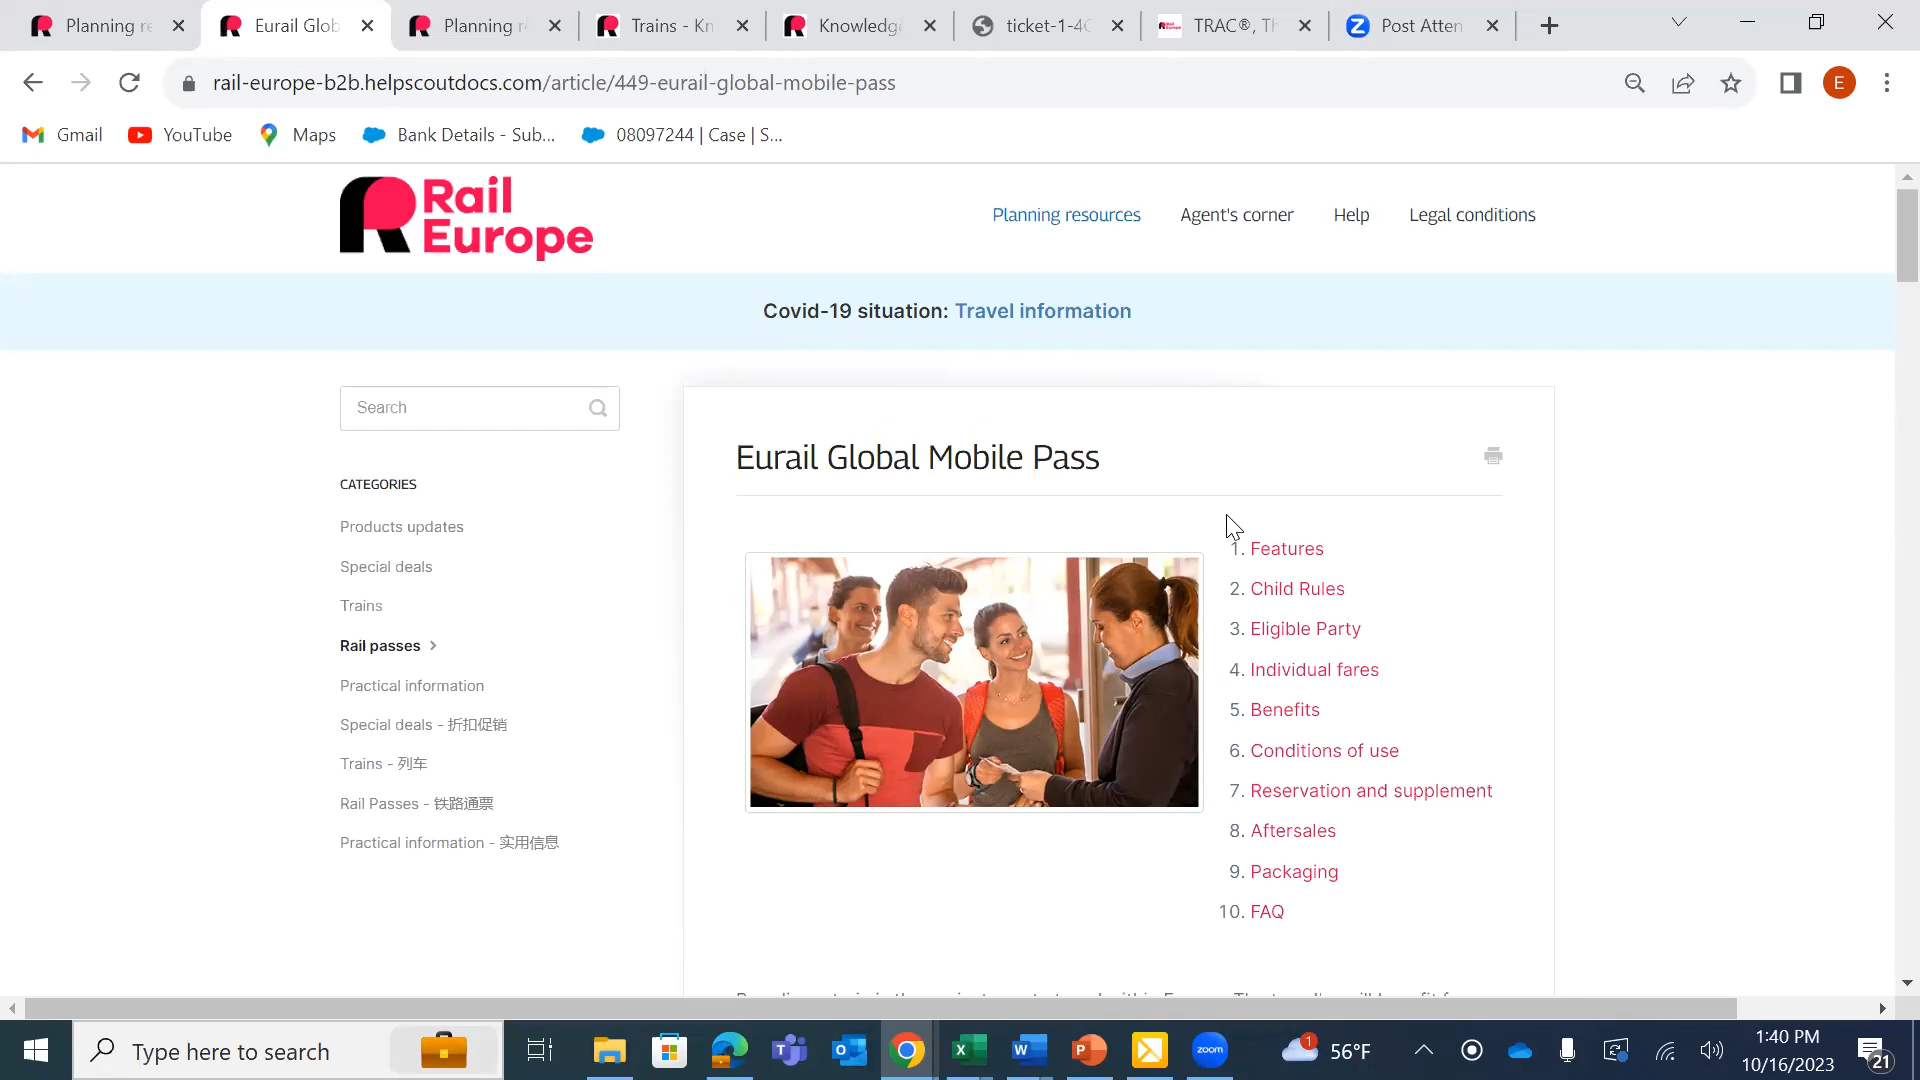 Planning re
Eurail Glob
Planning r
Trains - Kn
Knowledge
ticket-1-4
TRAC®, Th
Post Atten
rail-europe-b2b.helpscoutdocs.com/article/449-eurail-global-mobile-pass
E
Gmail
YouTube
Maps
Bank Details - Sub...
08097244 | Case | S...
Rail
Europe
Planning resources
Agent's corner
Help
Legal conditions
Covid-19 situation: Travel information
Search
CATEGORIES
Products updates
Special deals
Trains
Rail passes
Practical information
Special deals - 折扣促销
Trains - 列车
Rail Passes - 铁路通票
Practical information - 实用信息
Eurail Global Mobile Pass
1. Features
2. Child Rules
3. Eligible Party
4. Individual fares
5. Benefits
6. Conditions of use
7. Reservation and supplement
8. Aftersales
9. Packaging
10. FAQ
Type here to search
zoom
1
56°F
1:40 PM
10/16/2023
21